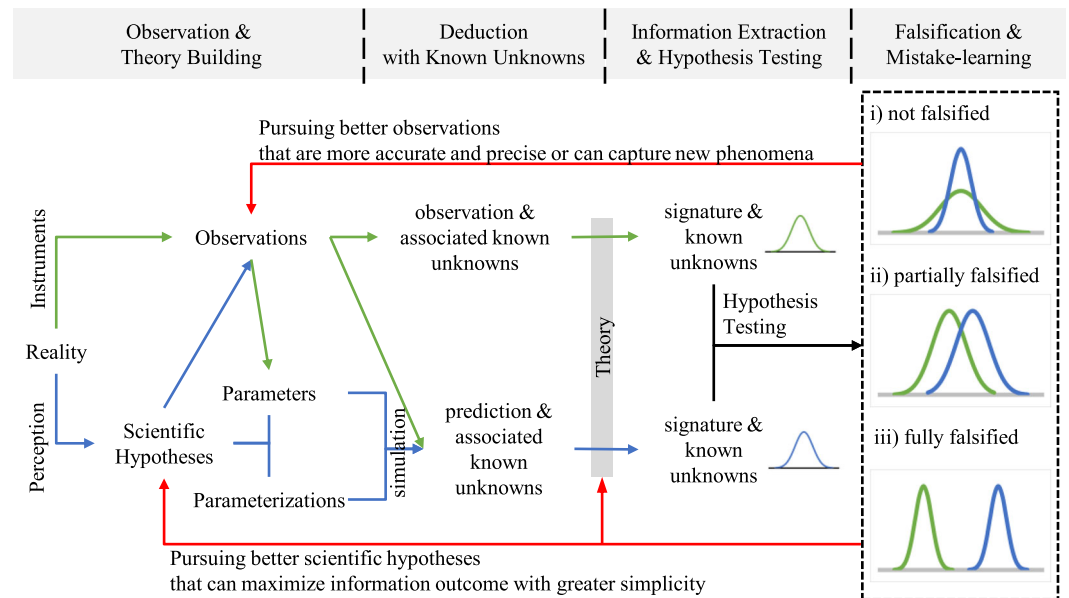 Observation &
Theory Building
Deduction
with Known Unknowns
Information Extraction
& Hypothesis Testing
Falsification &
Mistake-learning
Pursuing better observations
that are more accurate and precise or can capture new phenomena
i) not falsified
Instruments
Observations
observation &
associated known
unknowns
signature &
known
unknowns
ii) partially falsified
Hypothesis
Testing
Theory
Reality
Perception
Scientific
Hypotheses
Parameters
Parameterizations
simulation
prediction &
associated
known
unknowns
signature &
known
unknowns
iii) fully falsified
Pursuing better scientific hypotheses
that can maximize information outcome with greater simplicity